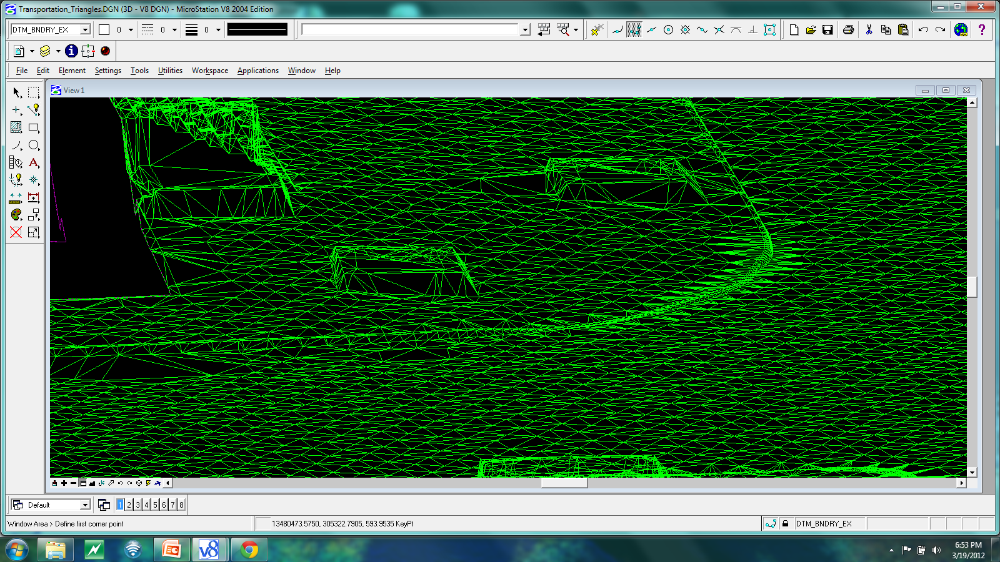 Transportation_Triangles.DGN (3D - V8 DGN) - MicroStation V8 2004 Edition
DTM_BNDRY_EX 0 0 0
File Edit Element Settings Tools Utilities Workspace Applications Window Help
View 1
Default 1 2 3 4 5 6 7 8
Window Area > Define first corner point 13480473.5750, 305322.7905, 593.9535 KeyPt DTM_BNDRY_EX
V8
6:53 PM
3/19/2012